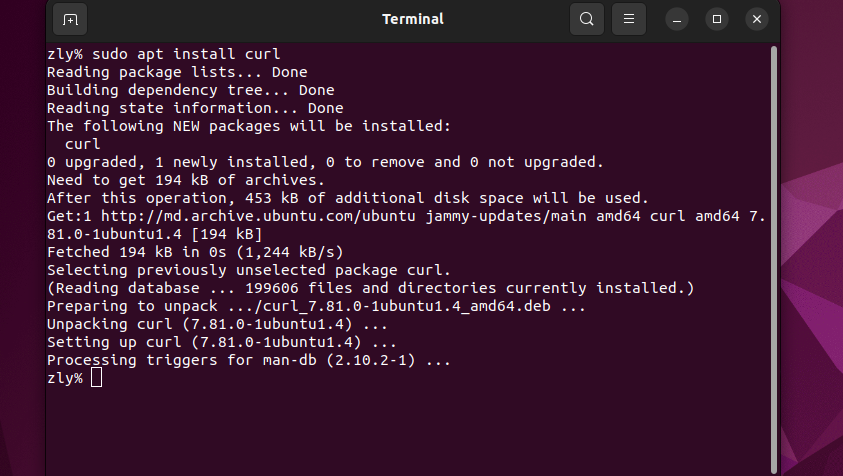 Terminal
zly% sudo apt install curl
Reading package lists... Done
Building dependency tree... Done
Reading state information... Done
The following NEW packages will be installed:
  curl
0 upgraded, 1 newly installed, 0 to remove and 0 not upgraded.
Need to get 194 kB of archives.
After this operation, 453 kB of additional disk space will be used.
Get:1 http://md.archive.ubuntu.com/ubuntu jammy-updates/main amd64 curl amd64 7.
81.0-1ubuntu1.4 [194 kB]
Fetched 194 kB in 0s (1,244 kB/s)
Selecting previously unselected package curl.
(Reading database ... 199606 files and directories currently installed.)
Preparing to unpack .../curl_7.81.0-1ubuntu1.4_amd64.deb ...
Unpacking curl (7.81.0-1ubuntu1.4) ...
Setting up curl (7.81.0-1ubuntu1.4) ...
Processing triggers for man-db (2.10.2-1) ...
zly%